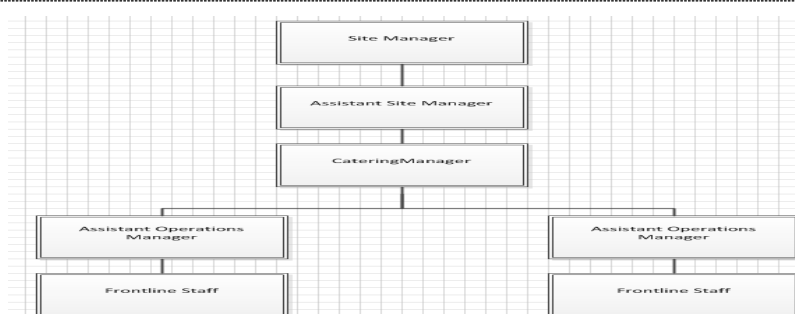 Site Manager
Assistant Site Manager
CateringManager
Assistant Operations
Manager
Assistant Operations
Manager
Frontline Staff
Frontline Staff